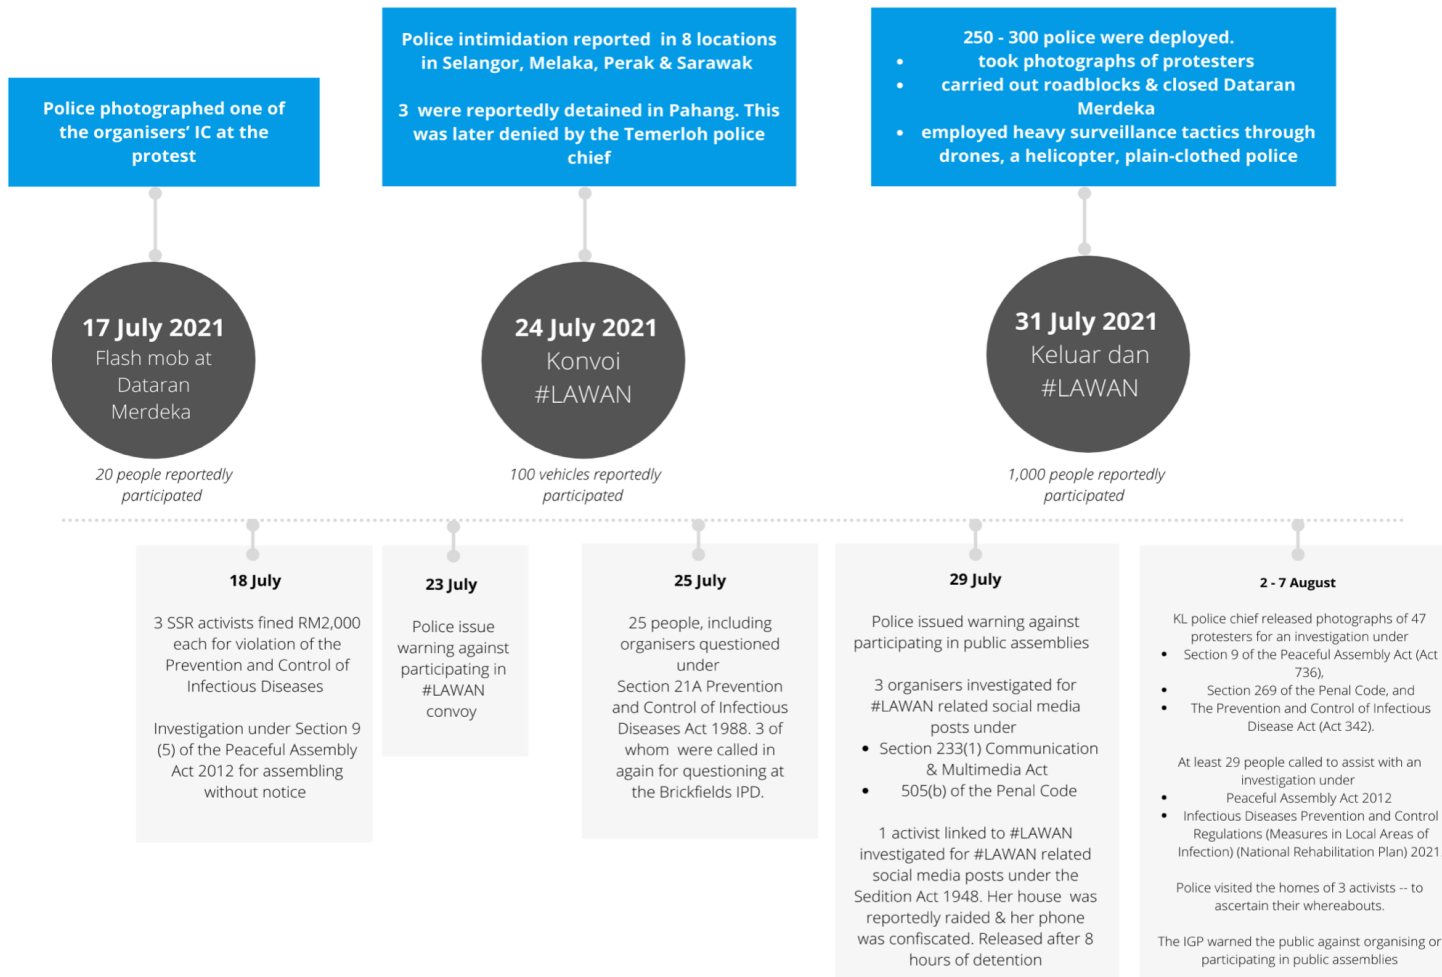 Police photographed one of
the organisers' IC at the
protest
Police intimidation reported in 8 locations
in Selangor, Melaka, Perak & Sarawak
3 were reportedly detained in Pahang. This
was later denied by the Temerloh police
chief
250 - 300 police were deployed.
• took photographs of protesters
• carried out roadblocks & closed Dataran
Merdeka
• employed heavy surveillance tactics through
drones, a helicopter, plain-clothed police
17 July 2021
Flash mob at
Dataran
Merdeka
20 people reportedly
participated
24 July 2021
Konvoi
#LAWAN
100 vehicles reportedly
participated
31 July 2021
Keluar dan
#LAWAN
1,000 people reportedly
participated
18 July
3 SSR activists fined RM2,000
each for violation of the
Prevention and Control of
Infectious Diseases
Investigation under Section 9
(5) of the Peaceful Assembly
Act 2012 for assembling
without notice
23 July
Police issue
warning against
participating in
#LAWAN
convoy
25 July
25 people, including
organisers questioned
under
Section 21A Prevention
and Control of Infectious
Diseases Act 1988. 3 of
whom were called in
again for questioning at
the Brickfields IPD.
29 July
Police issued warning against
participating in public assemblies
3 organisers investigated for
#LAWAN related social media
posts under
• Section 233(1) Communication
& Multimedia Act
• 505(b) of the Penal Code
1 activist linked to #LAWAN
investigated for #LAWAN related
social media posts under the
Sedition Act 1948. Her house was
reportedly raided & her phone
was confiscated. Released after 8
hours of detention
2 - 7 August
KL police chief released photographs of 47
protesters for an investigation under
• Section 9 of the Peaceful Assembly Act (Act
736),
• Section 269 of the Penal Code, and
• The Prevention and Control of Infectious
Disease Act (Act 342).
At least 29 people called to assist with an
investigation under
• Peaceful Assembly Act 2012
• Infectious Diseases Prevention and Control
Regulations (Measures in Local Areas of
Infection) (National Rehabilitation Plan) 2021
Police visited the homes of 3 activists -- to
ascertain their whereabouts.
The IGP warned the public against organising or
participating in public assemblies